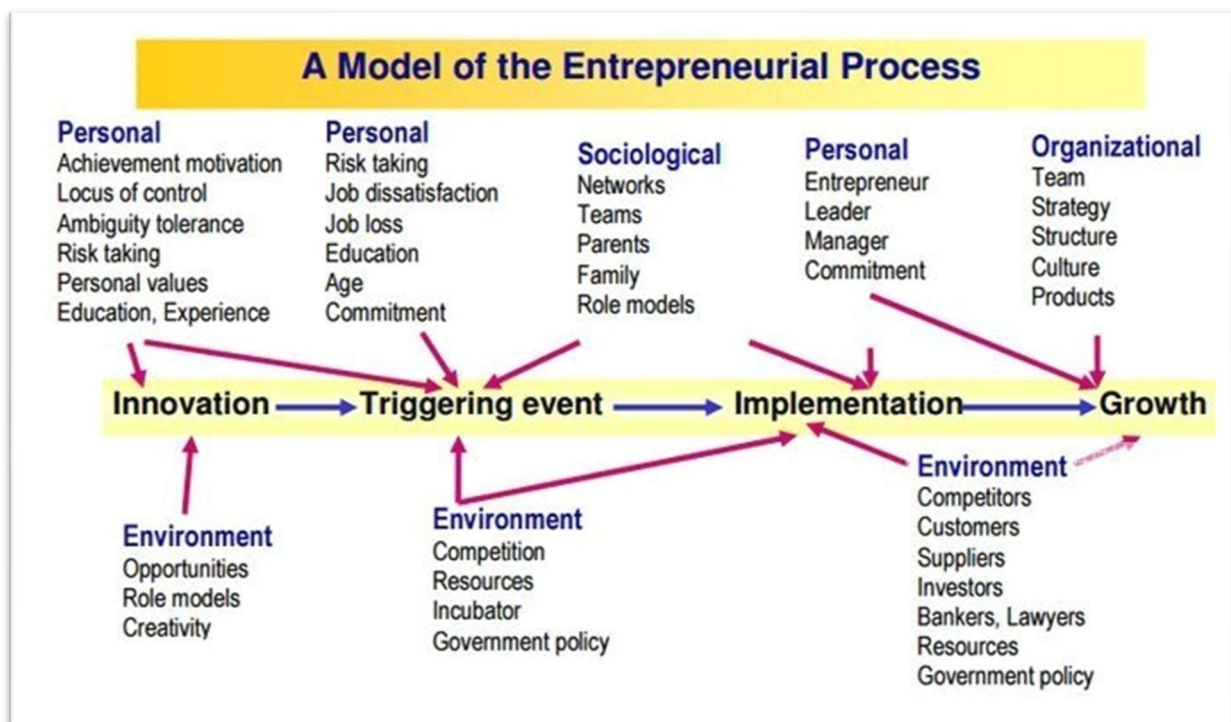 A Model of the Entrepreneurial Process
Personal
Achievement motivation
Locus of control
Ambiguity tolerance
Risk taking
Personal values
Education, Experience
Personal
Risk taking
Job dissatisfaction
Job loss
Education
Age
Commitment
Sociological
Networks
Teams
Parents
Family
Role models
Personal
Entrepreneur
Leader
Manager
Commitment
Organizational
Team
Strategy
Structure
Culture
Products
Innovation Triggering event Implementation Growth
Environment
Opportunities
Role models
Creativity
Environment
Competition
Resources
Incubator
Government policy
Environment
Competitors
Customers
Suppliers
Investors
Bankers, Lawyers
Resources
Government policy